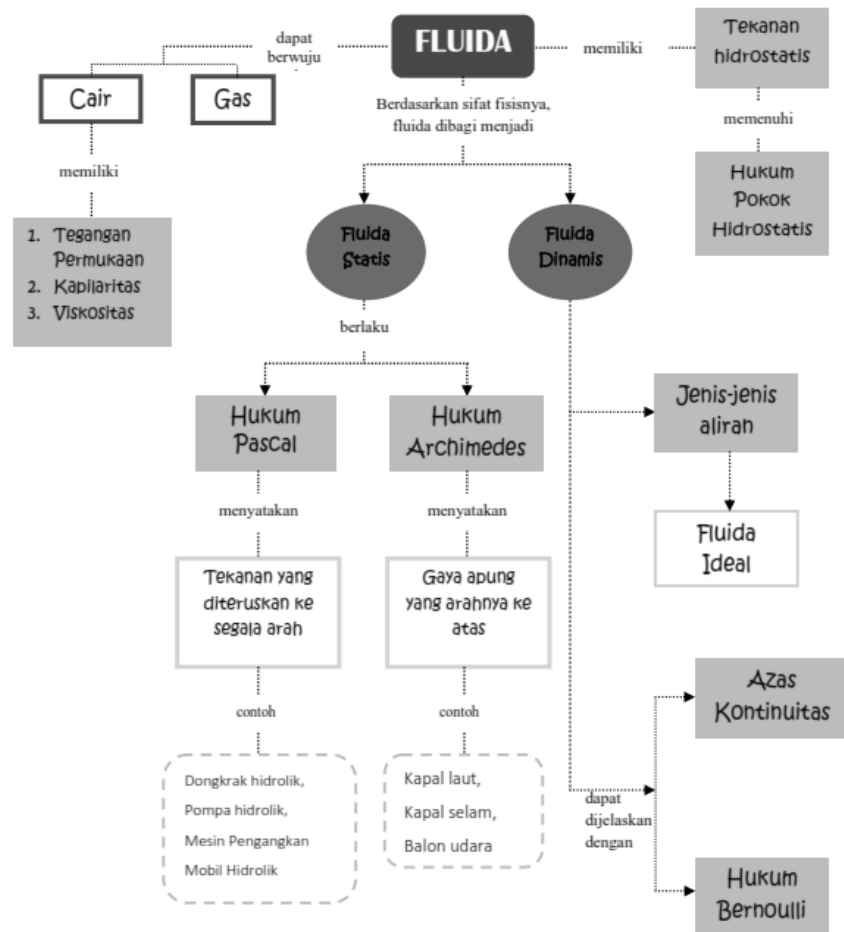 FLUIDA
dapat
berwuju
memiliki
Tekanan
hidrostatis
Cair
Gas
Berdasarkan sifat fisisnya,
fluida dibagi menjadi
memenuhi
Hukum
Pokok
Hidrostatis
memiliki
1. Tegangan
Permukaan
2. Kapilaritas
3. Viskositas
Fluida
Statis
Fluida
Dinamis
berlaku
Hukum
Pascal
Hukum
Archimedes
Jenis-jenis
aliran
menyatakan
menyatakan
Fluida
Ideal
Tekanan yang
diteruskan ke
segala arah
Gaya apung
yang arahnya ke
atas
Azas
Kontinuitas
contoh
contoh
Dongkrak hidrolik,
Pompa hidrolik,
Mesin Pengangkan
Mobil Hidrolik
Kapal laut,
Kapal selam,
Balon udara
dapat
dijelaskan
dengan
Hukum
Bernoulli